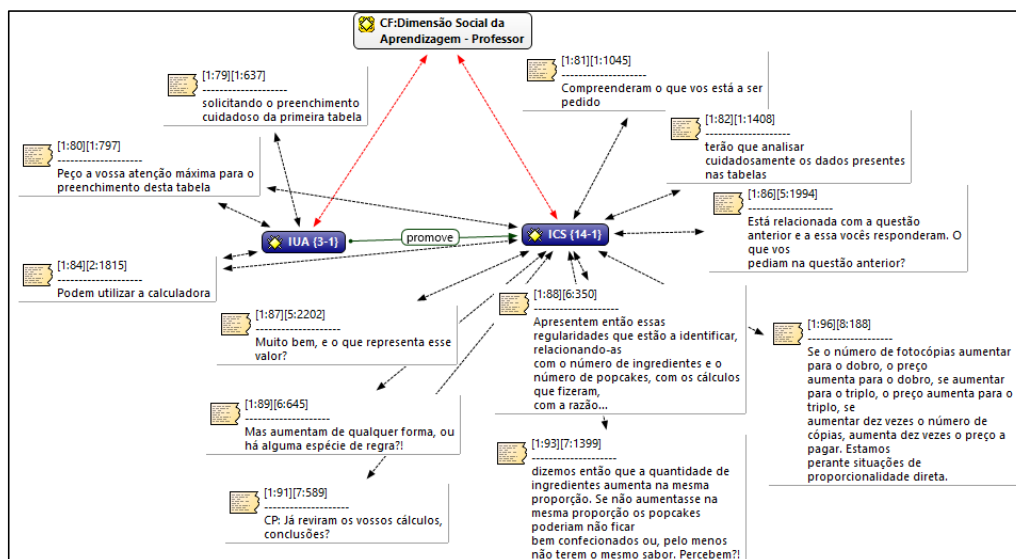 CF:Dimensão Social da
Aprendizagem - Professor
[1:79][1:637]
--------------------
solicitando o preenchimento
cuidadoso da primeira tabela
[1:81][1:1045]
--------------------
Compreenderam o que vos está a ser
pedido
[1:80][1:797]
--------------------
Peço a vossa atenção máxima para o
preenchimento desta tabela
[1:82][1:1408]
--------------------
terão que analisar
cuidadosamente os dados presentes
nas tabelas
[1:86][5:1994]
--------------------
Está relacionada com a questão
anterior e a essa vocês responderam. O
que vos
pediam na questão anterior?
IUA {3-1}
promove
ICS {14-1}
[1:84][2:1815]
--------------------
Podem utilizar a calculadora
[1:87][5:2202]
--------------------
Muito bem, e o que representa esse
valor?
[1:88][6:350]
--------------------
Apresentem então essas
regularidades que estão a identificar,
relacionando-as
com o número de ingredientes e o
número de popcakes, com os cálculos
que fizeram,
com a razão...
[1:96][8:188]
--------------------
Se o número de fotocópias aumentar
para o dobro, o preço
aumenta para o dobro, se aumentar
para o triplo, o preço aumenta para o
triplo, se
aumentar dez vezes o número de
cópias, aumenta dez vezes o preço a
pagar. Estamos
perante situações de
proporcionalidade direta.
[1:89][6:645]
--------------------
Mas aumentam de qualquer forma, ou
há alguma espécie de regra?!
[1:93][7:1399]
--------------------
dizemos então que a quantidade de
ingredientes aumenta na mesma
proporção. Se não aumentasse na
mesma proporção os popcakes
poderiam não ficar
bem confecionados ou, pelo menos
não terem o mesmo sabor. Percebem?!
[1:91][7:589]
--------------------
CP: Já reviram os vossos cálculos,
conclusões?